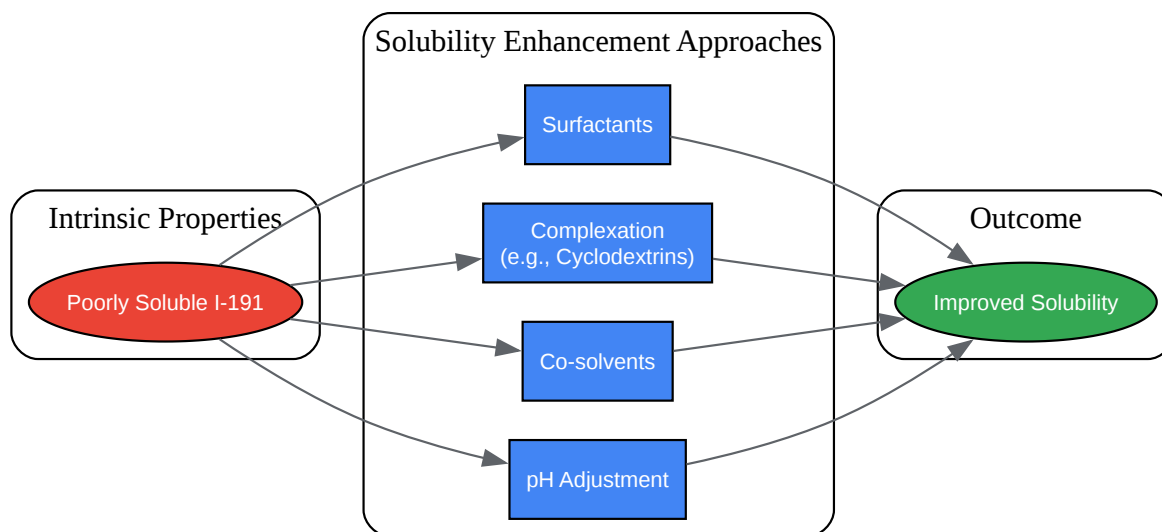 Solubility Enhancement Approaches
Surfactants
Intrinsic Properties
Poorly Soluble I-191
Complexation
(e.g., Cyclodextrins)
Co-solvents
pH Adjustment
Outcome
Improved Solubility